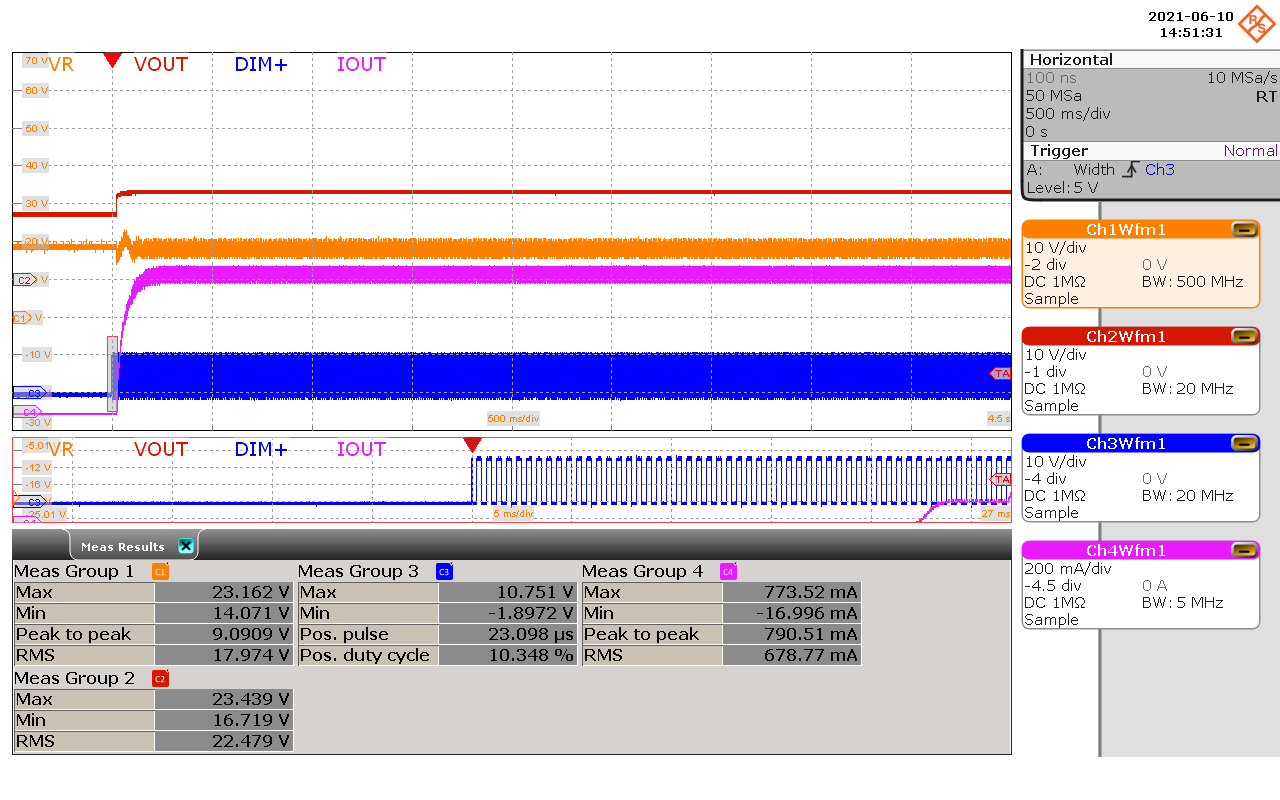 2021-06-10
14:51:31
R&S
70 V VR VOUT DIM+ IOUT
60 V
50 V
40 V
30 V
20 V
C2 V
C1 V
-10 V
C3
TA
C4
-30 V
500 ms/div 4.5 s
-5.01 VR VOUT DIM+ IOUT
-12 V
-16 V
TA
C3
-25.01 V 5 ms/div 27 ms
Horizontal
100 ns 10 MSa/s
50 MSa RT
500 ms/div
0 s
Trigger Normal
A: Width Ch3
Level: 5 V
Ch1Wfm1
10 V/div
-2 div 0 V
DC 1MΩ BW: 500 MHz
Sample
Ch2Wfm1
10 V/div
-1 div 0 V
DC 1MΩ BW: 20 MHz
Sample
Ch3Wfm1
10 V/div
-4 div 0 V
DC 1MΩ BW: 20 MHz
Sample
Ch4Wfm1
200 mA/div
-4.5 div 0 A
DC 1MΩ BW: 5 MHz
Sample
Meas Results
Meas Group 1 C1
Max 23.162 V
Min 14.071 V
Peak to peak 9.0909 V
RMS 17.974 V
Meas Group 3 C3
Max 10.751 V
Min -1.8972 V
Pos. pulse 23.098 µs
Pos. duty cycle 10.348 %
Meas Group 4 C4
Max 773.52 mA
Min -16.996 mA
Peak to peak 790.51 mA
RMS 678.77 mA
Meas Group 2 C2
Max 23.439 V
Min 16.719 V
RMS 22.479 V